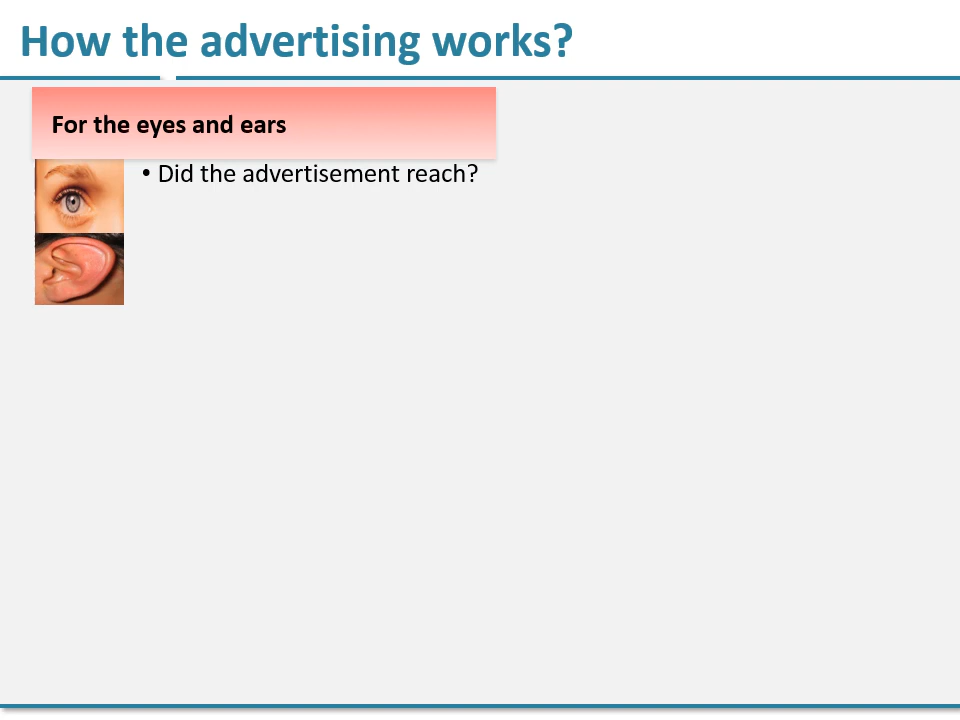 How the advertising works?
For the eyes and ears
• Did the advertisement reach?